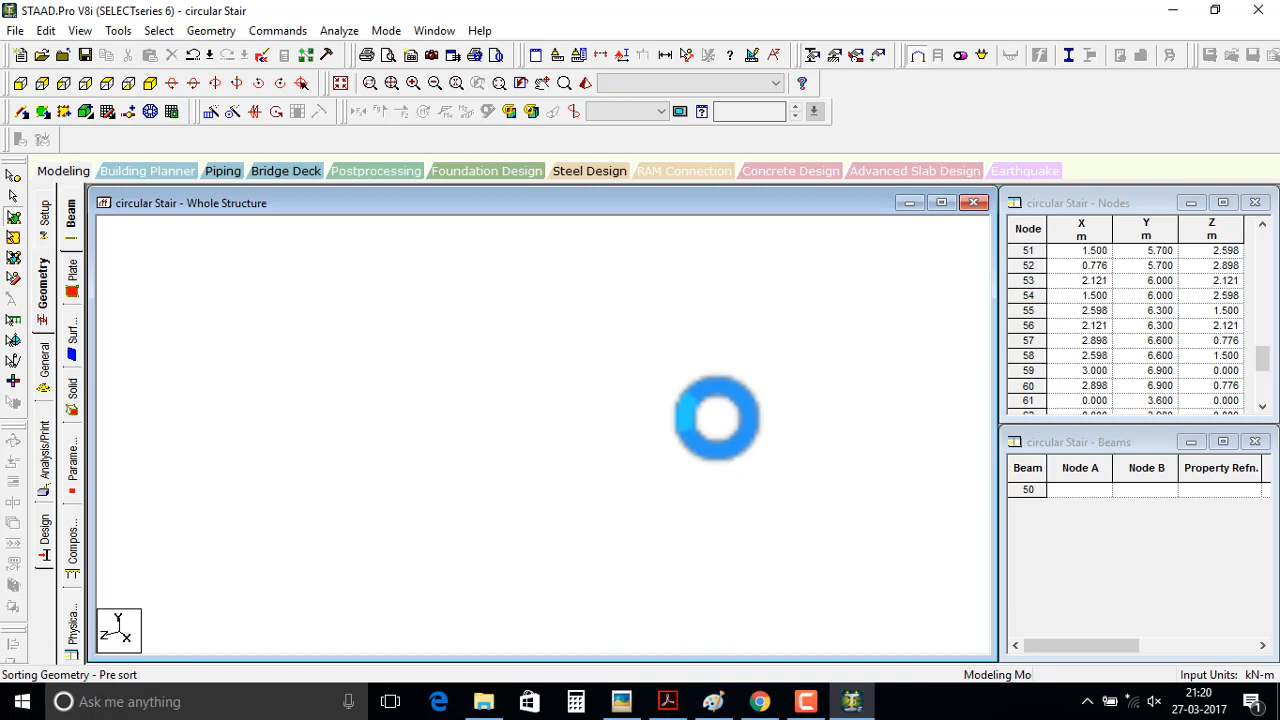 STAAD.Pro V8i (SELECTseries 6) - circular Stair
File Edit View Tools Select Geometry Commands Analyze Mode Window Help
Modeling Building Planner Piping Bridge Deck Postprocessing Foundation Design Steel Design RAM Connection Concrete Design Advanced Slab Design Earthquake
Setup
Geometry
General
Analysis/Print
Design
Beam
Plate
Surf...
Solid
Parame...
Compos...
Physica...
circular Stair - Whole Structure
Y
Z X
circular Stair - Nodes
Node X m Y m Z m
51 1.500 5.700 2.598
52 0.776 5.700 2.898
53 2.121 6.000 2.121
54 1.500 6.000 2.598
55 2.598 6.300 1.500
56 2.121 6.300 2.121
57 2.898 6.600 0.776
58 2.598 6.600 1.500
59 3.000 6.900 0.000
60 2.898 6.900 0.776
61 0.000 3.600 0.000
circular Stair - Beams
Beam Node A Node B Property Refn.
50
Sorting Geometry - Pre sort
Modeling Mo
Input Units: kN-m
Ask me anything
21:20
27-03-2017